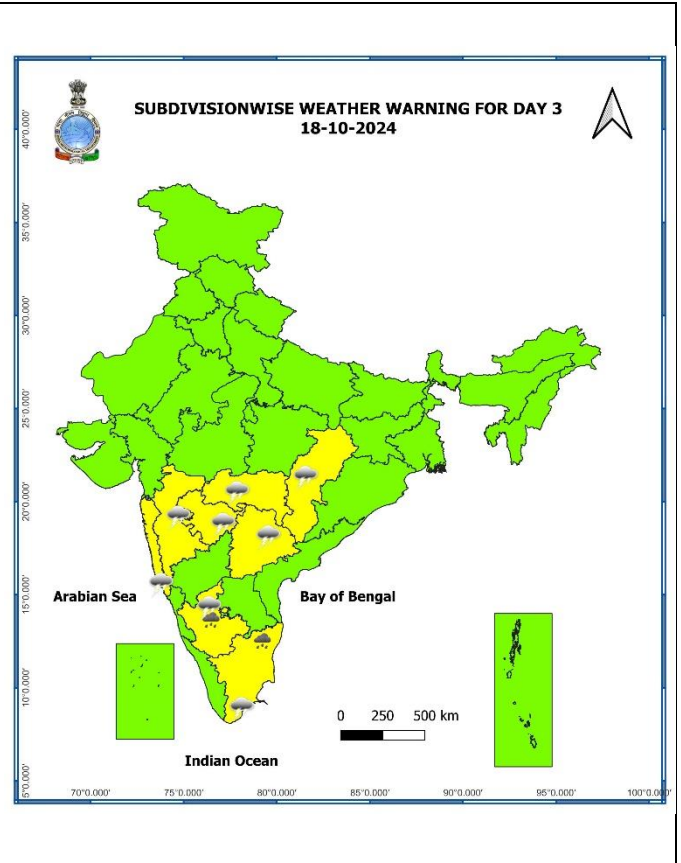 SUBDIVISIONWISE WEATHER WARNING FOR DAY 3
18-10-2024
40°0.000'
35°0.000'
30°0.000'
25°0.000'
20°0.000'
15°0.000'
10°0.000'
5°0.000'
Arabian Sea
Bay of Bengal
0 250 500 km
Indian Ocean
70°0.000' 75°0.000' 80°0.000' 85°0.000' 90°0.000' 95°0.000' 100°0.000'